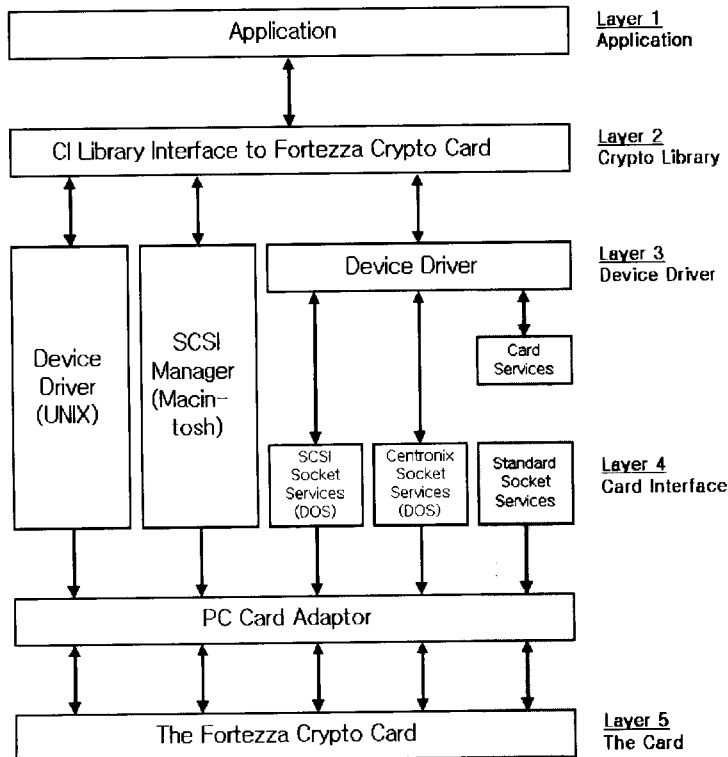 Application
Layer 1
Application
CI Library Interface to Fortezza Crypto Card
Layer 2
Crypto Library
Device
Driver
(UNIX)
SCSI
Manager
(Macin-
tosh)
Device Driver
Layer 3
Device Driver
Card
Services
SCSI
Socket
Services
(DOS)
Centronix
Socket
Services
(DOS)
Standard
Socket
Services
Layer 4
Card Interface
PC Card Adaptor
The Fortezza Crypto Card
Layer 5
The Card